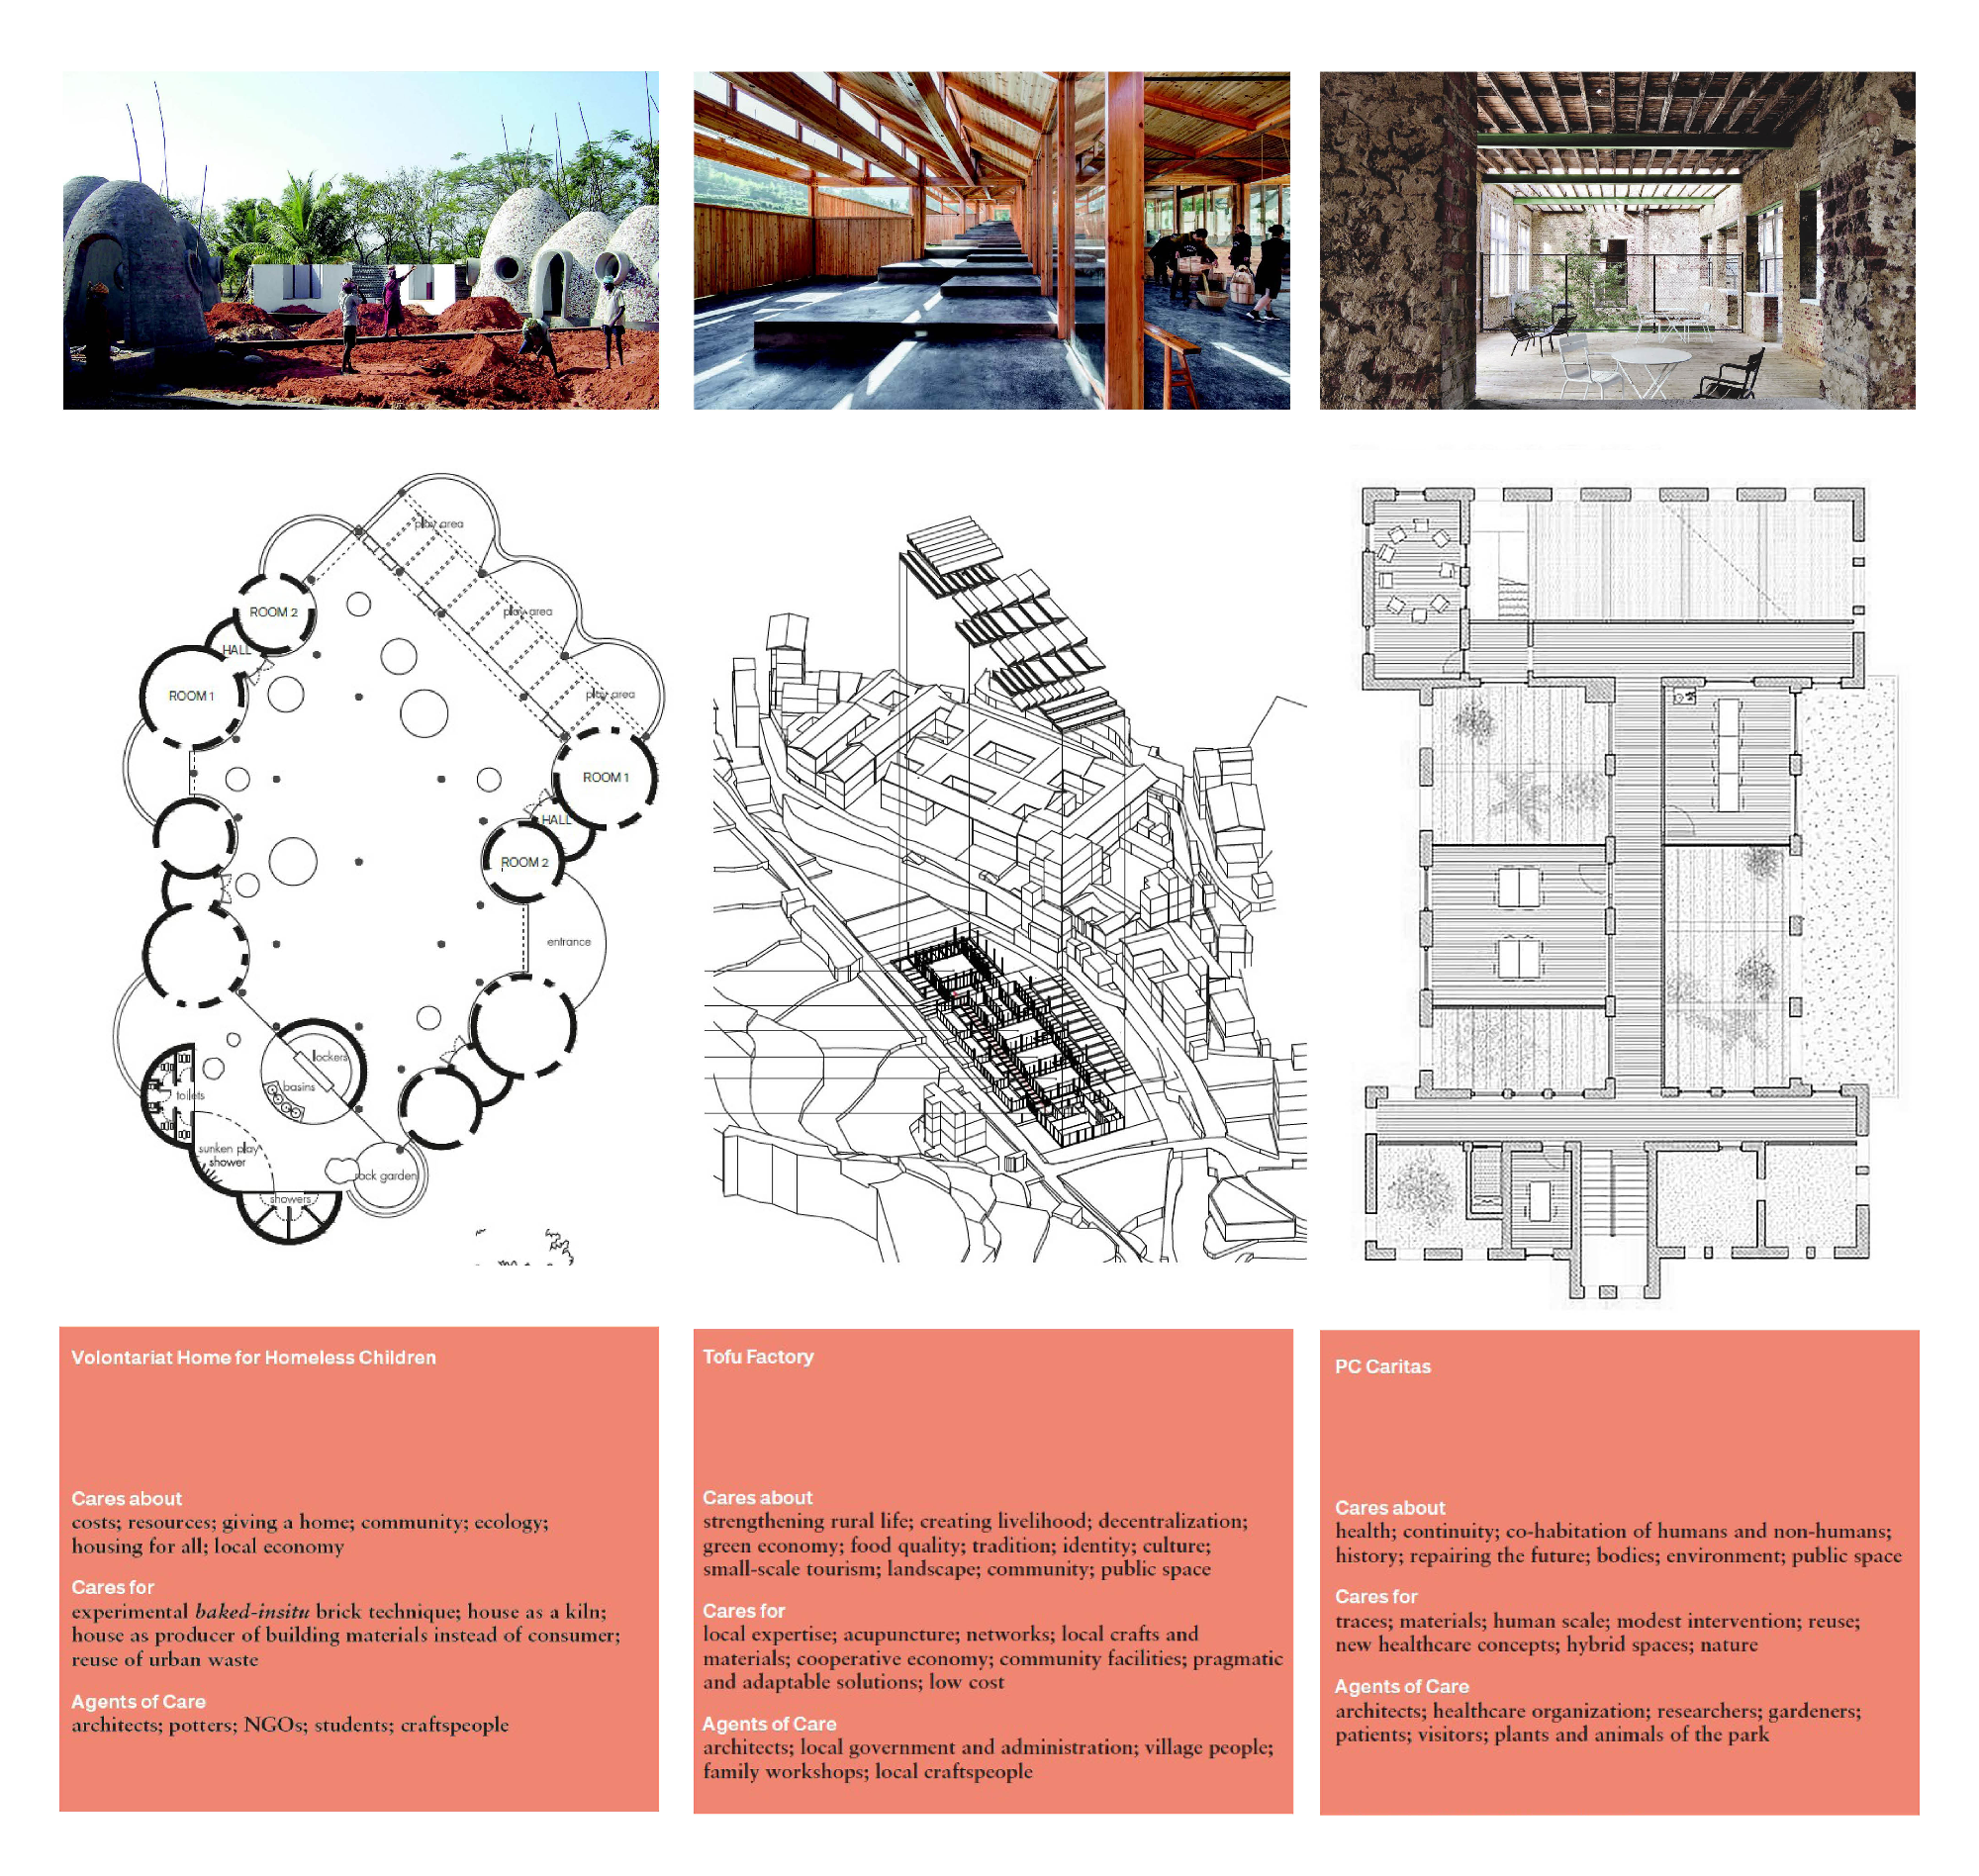 play area
play area
play area
ROOM 2
HALL
ROOM 1
ROOM 1
HALL
ROOM 2
entrance
lockers
basins
toilets
sunken play
shower
rock garden
showers
Volontariat Home for Homeless Children
Cares about
costs; resources; giving a home; community; ecology;
housing for all; local economy
Cares for
experimental baked-insitu brick technique; house as a kiln;
house as producer of building materials instead of consumer;
reuse of urban waste
Agents of Care
architects; potters; NGOs; students; craftspeople
Tofu Factory
Cares about
strengthening rural life; creating livelihood; decentralization;
green economy; food quality; tradition; identity; culture;
small-scale tourism; landscape; community; public space
Cares for
local expertise; acupuncture; networks; local crafts and
materials; cooperative economy; community facilities; pragmatic
and adaptable solutions; low cost
Agents of Care
architects; local government and administration; village people;
family workshops; local craftspeople
PC Caritas
Cares about
health; continuity; co-habitation of humans and non-humans;
history; repairing the future; bodies; environment; public space
Cares for
traces; materials; human scale; modest intervention; reuse;
new healthcare concepts; hybrid spaces; nature
Agents of Care
architects; healthcare organization; researchers; gardeners;
patients; visitors; plants and animals of the park